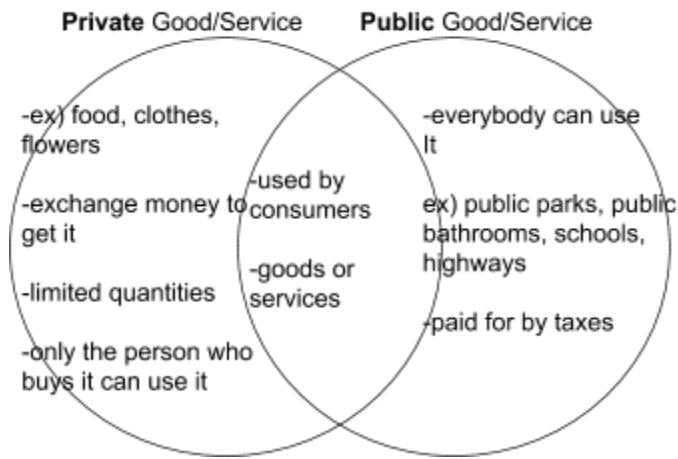 Private Good/Service
Public Good/Service
-ex) food, clothes,
flowers
-exchange money to
get it
-limited quantities
-only the person who
buys it can use it
-used by
consumers
-goods or
services
-everybody can use
It
ex) public parks, public
bathrooms, schools,
highways
-paid for by taxes